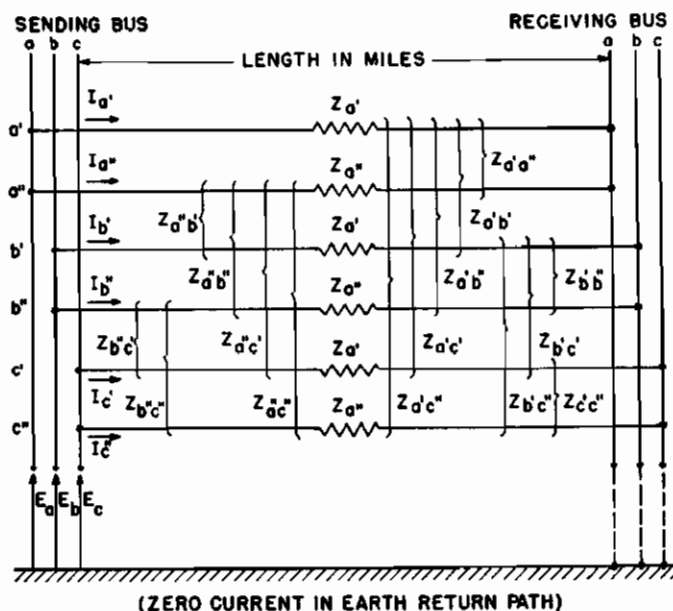 SENDING BUS
RECEIVING BUS
a b c
a b c
LENGTH IN MILES
Ia'
Za'
a'
Za'a"
Ia"
Za"
a"
Za"b'
Za'b'
Ib'
Za'
b'
Za"b"
Za'b"
Zb'b"
Ib"
Za"
b"
Zb"c'
Za"c'
Za'c'
Zb'c'
Za'
c'
Ic'
Zb"c"
Za"c"
Za'c"
Zb'c"
Zc'c"
Za"
c"
Ic"
Ea Eb Ec
(ZERO CURRENT IN EARTH RETURN PATH)